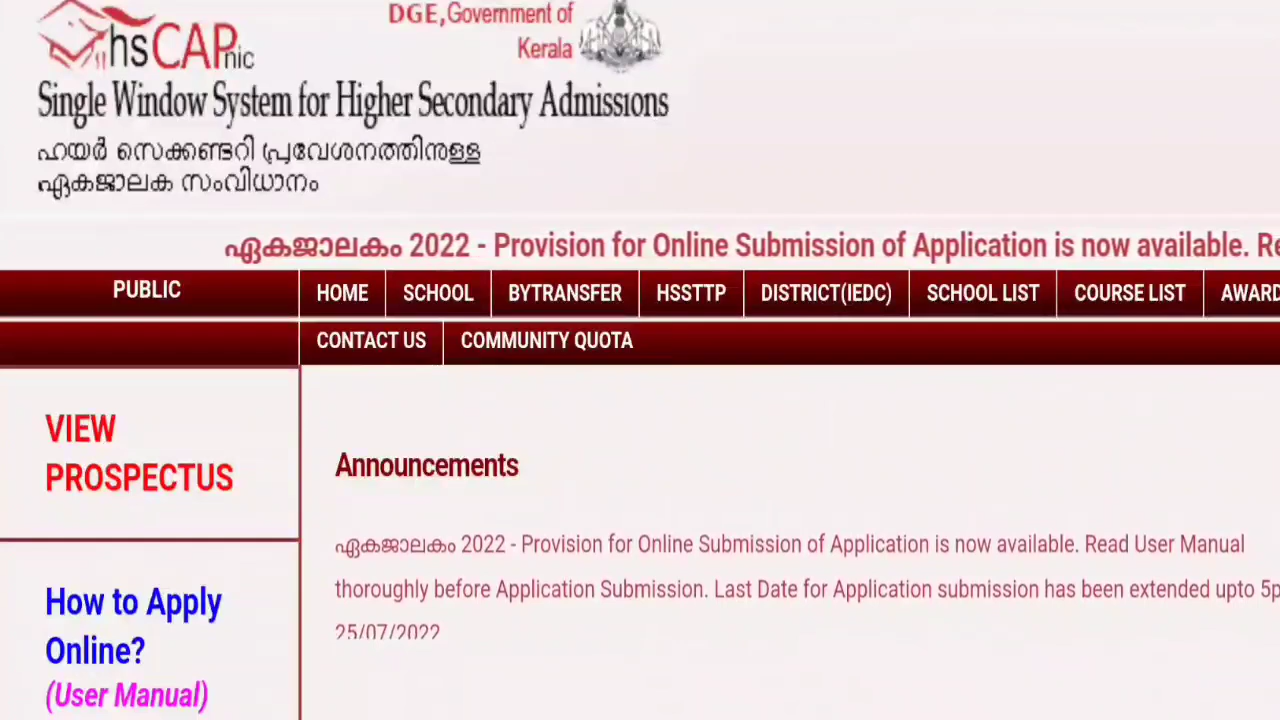 hsCAPnic
DGE,Government of
Kerala
Single Window System for Higher Secondary Admissions
ഹയർ സെക്കണ്ടറി പ്രവേശനത്തിനുള്ള
ഏകജാലക സംവിധാനം
ഏകജാലകം 2022 - Provision for Online Submission of Application is now available.
PUBLIC
HOME SCHOOL BYTRANSFER HSSTTP DISTRICT(IEDC) SCHOOL LIST COURSE LIST AWARD
CONTACT US COMMUNITY QUOTA
VIEW
PROSPECTUS
How to Apply
Online?
(User Manual)
Announcements
ഏകജാലകം 2022 - Provision for Online Submission of Application is now available. Read User Manual
thoroughly before Application Submission. Last Date for Application submission has been extended upto 5p
25/07/2022